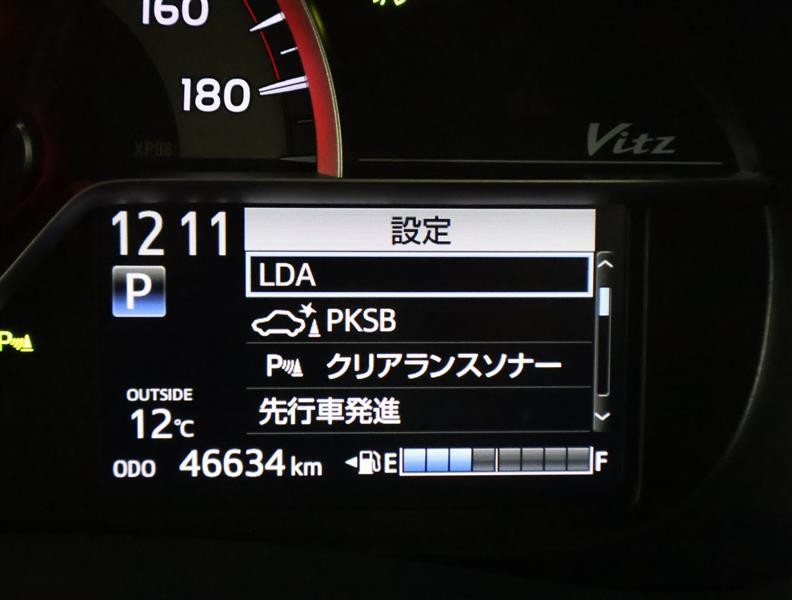 160
180
XP98
Vitz
12 11
設定
P
LDA
PKSB
P クリアランスソナー
先行車発進
P
OUTSIDE
12℃
ODO 46634 km
E F